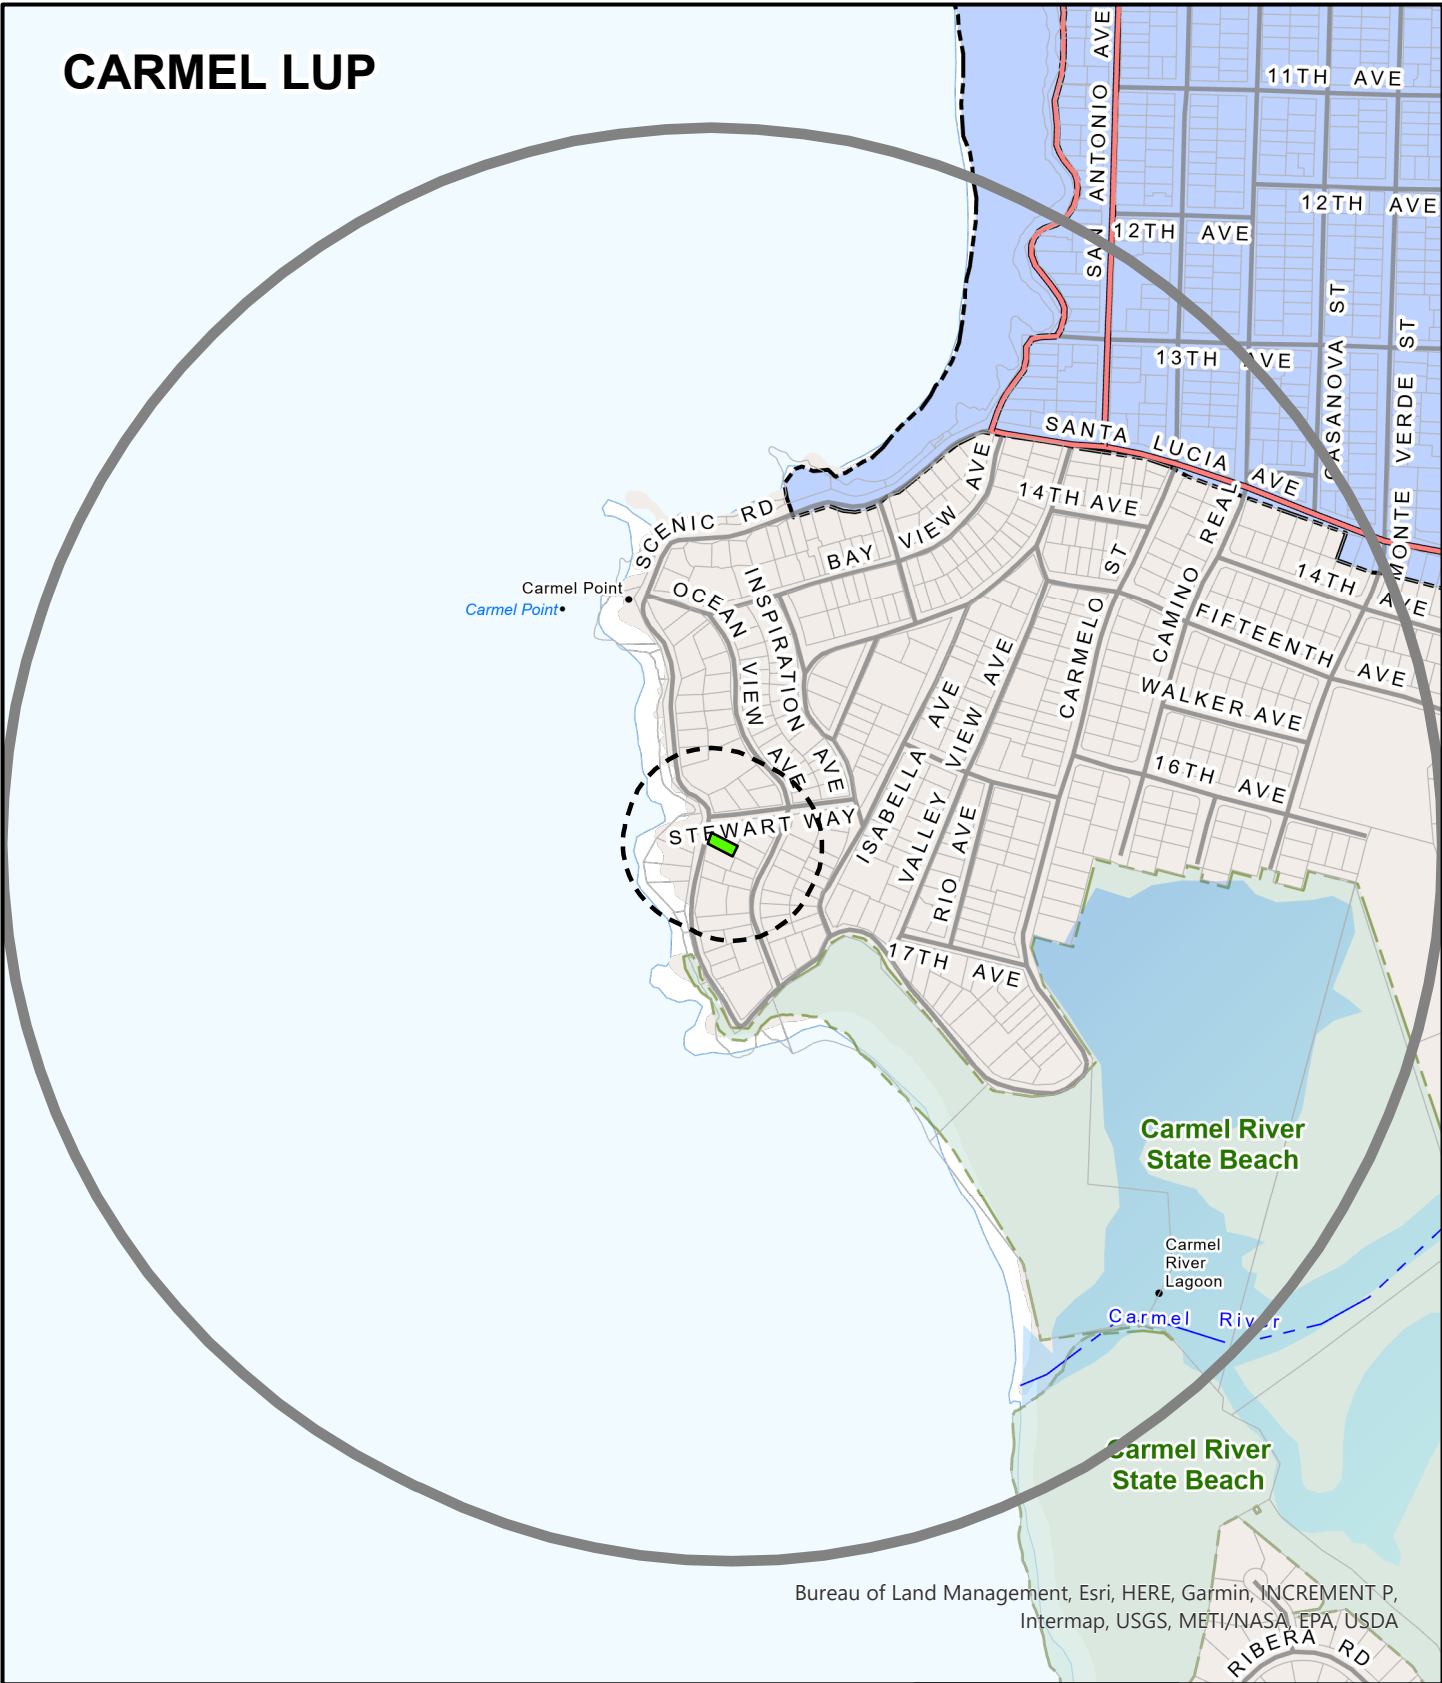 CARMEL LUP
SAN ANTONIO AVE
11TH AVE
12TH AVE
12TH AVE
13TH AVE
CASANOVA ST
MONTE VERDE ST
SANTA LUCIA AVE
SCENIC RD
BAY VIEW AVE
14TH AVE
CAMINO REAL
14TH AVE
Carmel Point
Carmel Point
OCEAN VIEW AVE
INSPIRATION AVE
CARMELO ST
FIFTEENTH AVE
WALKER AVE
16TH AVE
ISABELLA AVE
VALLEY VIEW AVE
RIO AVE
STEWART WAY
17TH AVE
Carmel River
State Beach
Carmel
River
Lagoon
Carmel River
Carmel River
State Beach
Bureau of Land Management, Esri, HERE, Garmin, INCREMENT P,
Intermap, USGS, METI/NASA, EPA, USDA
RIBERA RD